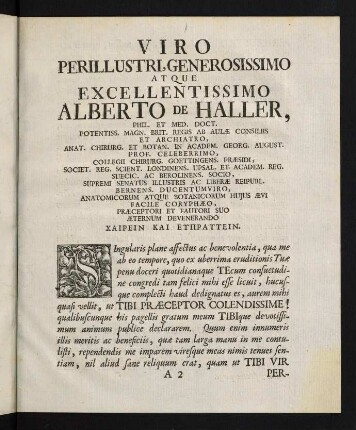 VIRO
PERILLUSTRI, GENEROSISSIMO
ATQUE
EXCELLENTISSIMO
ALBERTO DE HALLER,
PHIL. ET MED. DOCT.
POTENTISS. MAGN. BRIT. REGIS AB AULÆ CONSILIIS
ET ARCHIATRO,
ANAT. CHIRURG. ET BOTAN. IN ACADEM. GEORG. AUGUST.
PROF. CELEBERRIMO,
COLLEGII CHIRURG. GOETTINGENS. PRÆSIDI,
SOCIET. REG. SCIENT. LONDINENS. UPSAL. ET ACADEM. REG.
SUECIC. AC BEROLINENS. SOCIO,
SUPREMI SENATUS ILLUSTRIS AC LIBERÆ REIPUBL.
BERNENS. DUCENTUMVIRO,
ANATOMICORUM ATQUE BOTANICORUM HUJUS ÆVI
FACILE CORYPHÆO,
PRÆCEPTORI ET FAUTORI SUO
ÆTERNUM DEVENERANDO
ΧΑΙΡΕΙΝ ΚΑΙ ΕΥΠΡΑΤΤΕΙΝ.
SIngularis plane affectus ac benevolentia, qua me
ab eo tempore, quo ex uberrima eruditionis Tuæ
penu doceri quotidianaque TEcum consuetudi-
ne congredi tam felici mihi esse licuit, hucus-
que complecti haud dedignatus es, aurem mihi
quasi vellit, ut TIBI PRÆCEPTOR COLENDISSIME!
qualibuscunque his pagellis gratum meum TIBIque devotissi-
mum animum publice declararem. Quum enim innumeris
illis meritis ac beneficiis, quæ tam larga manu in me contu-
listi, rependendis me imparem viresque meas nimis tenues sen-
tiam, nil aliud sane reliquum erat, quam ut TIBI VIR
A 2 PER-